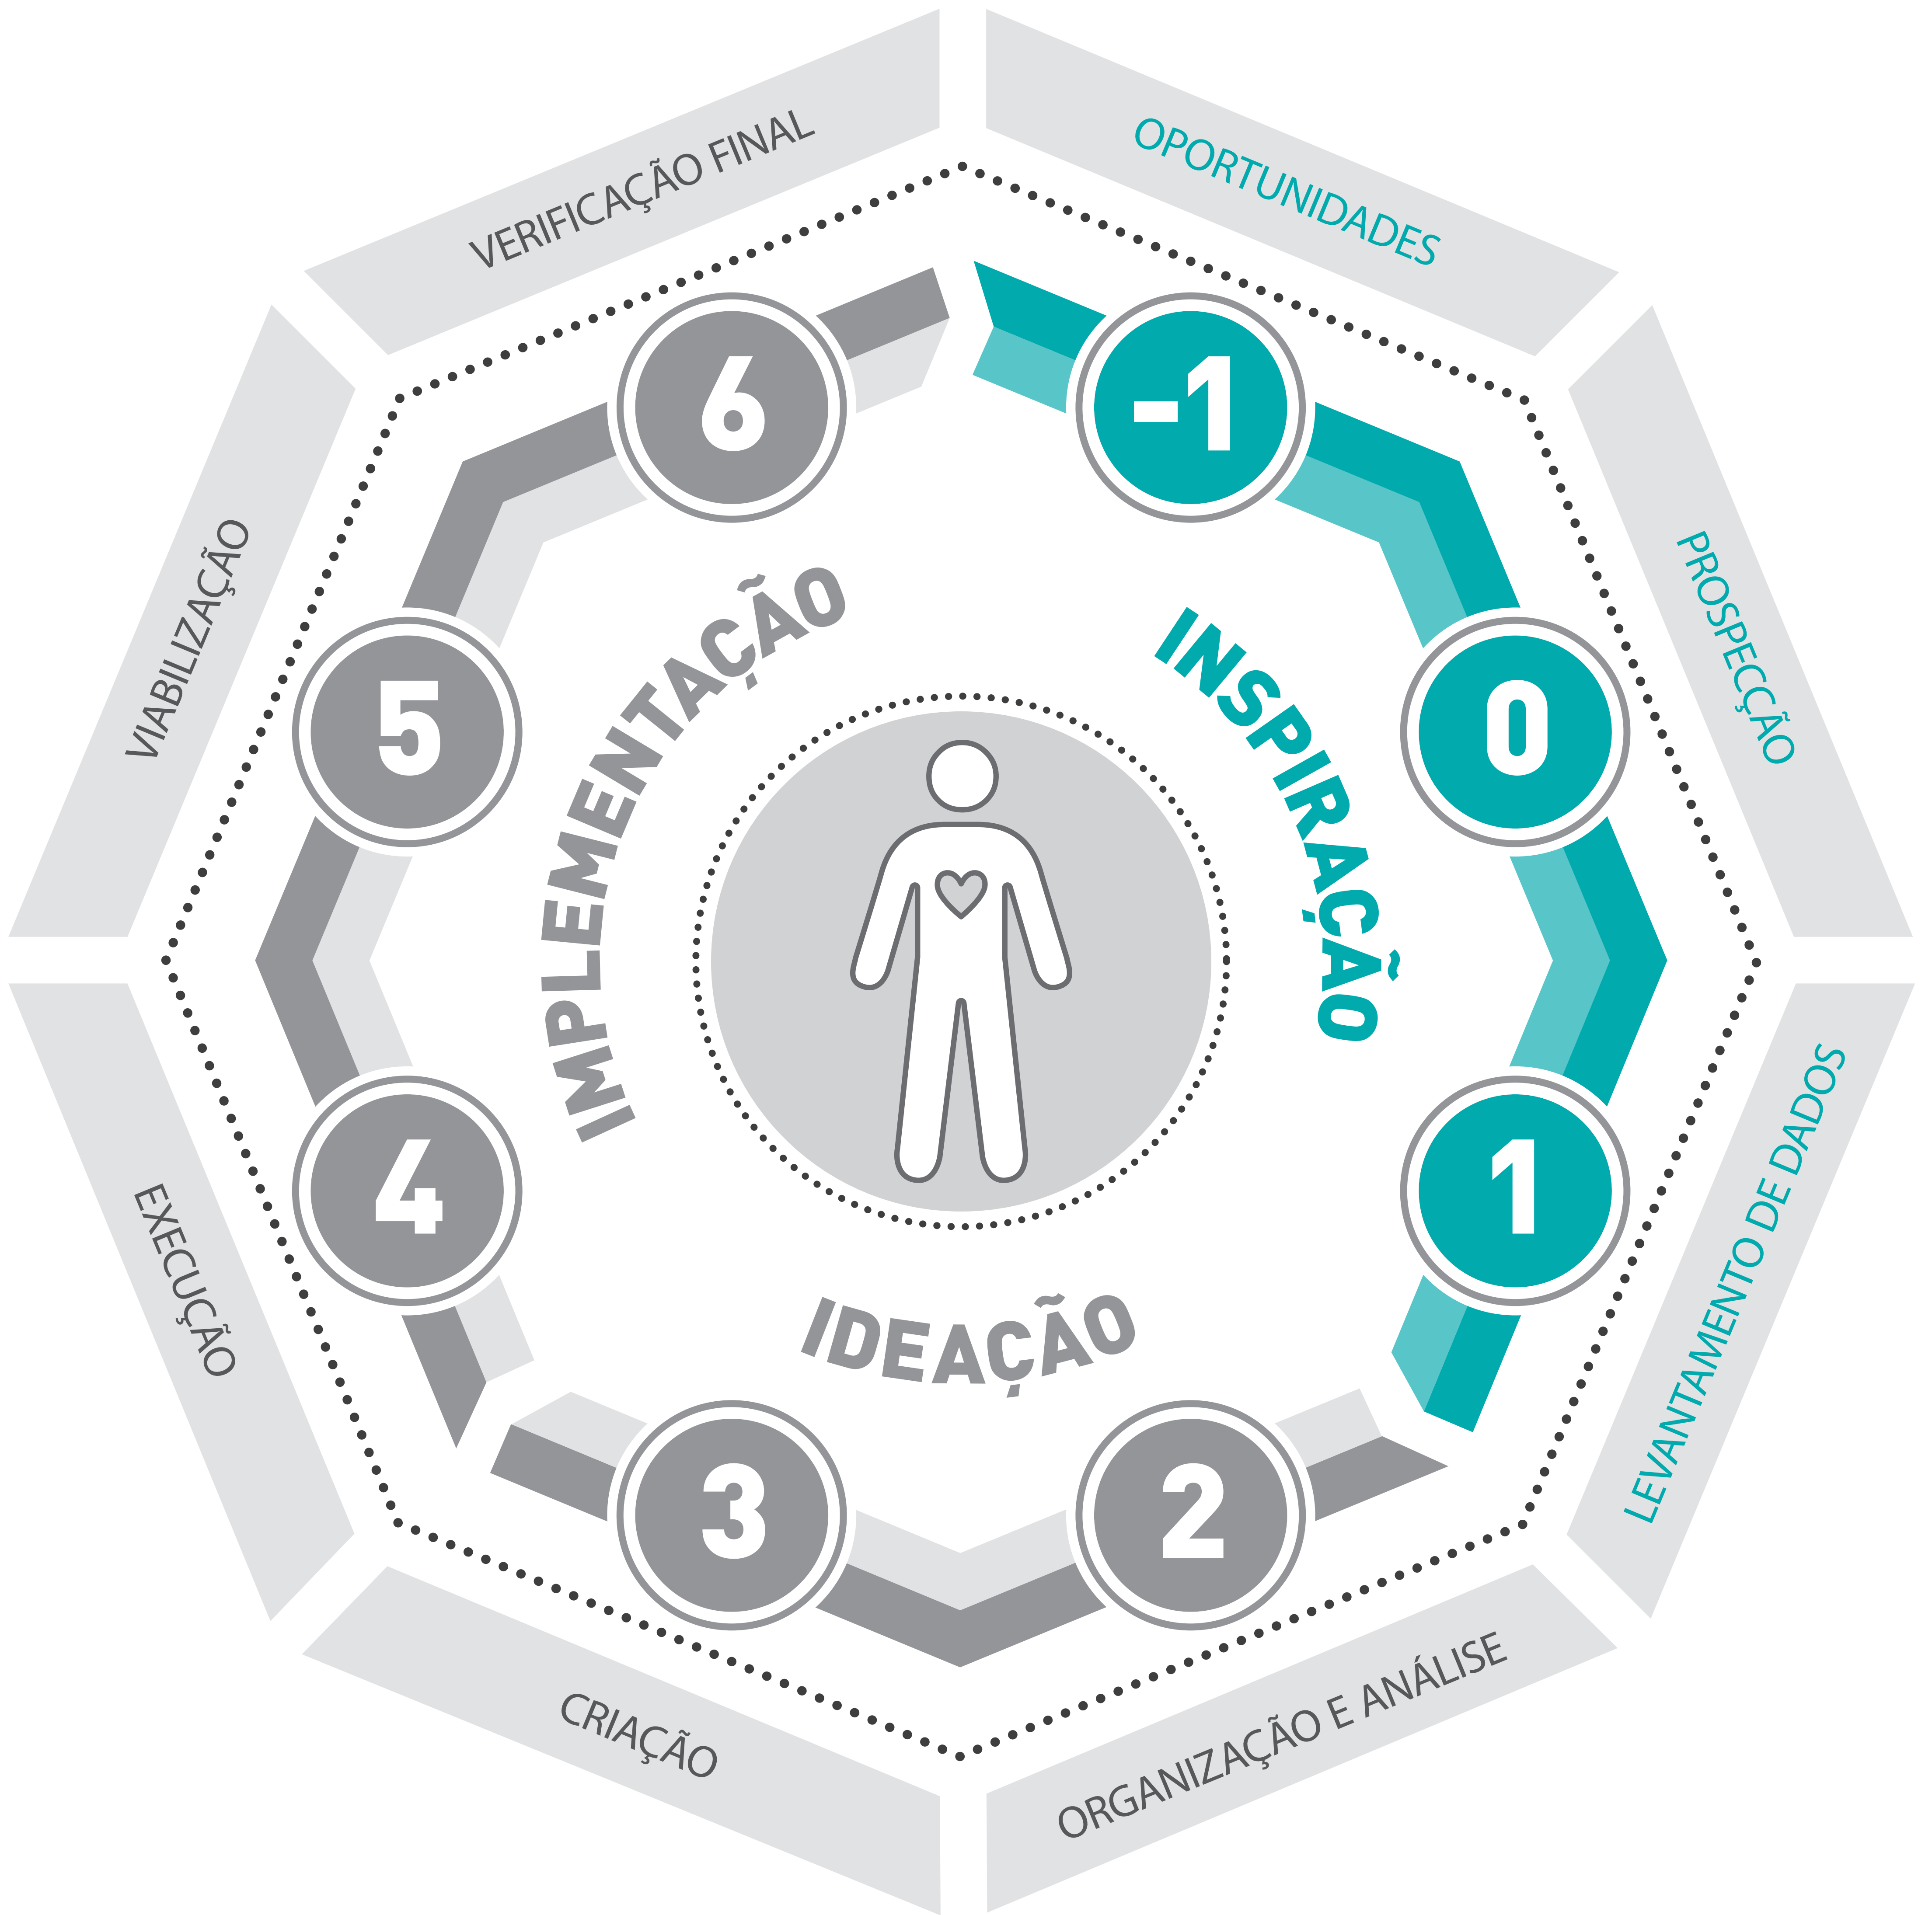 OPORTUNIDADES
-1
PROSPECÇÃO
0
LEVANTAMENTO DE DADOS
1
INSPIRAÇÃO
ORGANIZAÇÃO E ANÁLISE
2
CRIAÇÃO
3
IDEAÇÃO
EXECUÇÃO
4
VIABILIZAÇÃO
5
VERIFICAÇÃO FINAL
6
IMPLEMENTAÇÃO